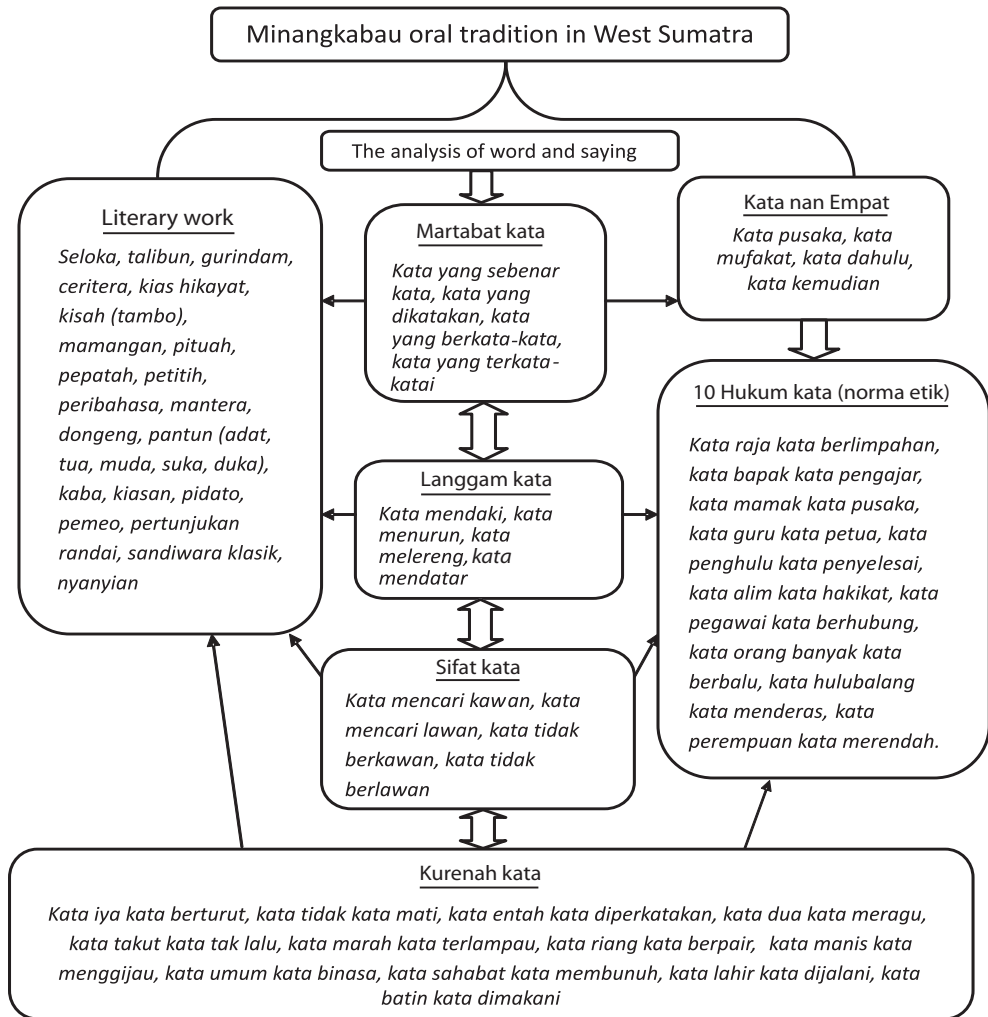 Minangkabau oral tradition in West Sumatra
The analysis of word and saying
Literary work
Seloka, talibun, gurindam,
ceritera, kias hikayat,
kisah (tambo),
mamangan, pituah,
pepatah, petitih,
peribahasa, mantera,
dongeng, pantun (adat,
tua, muda, suka, duka),
kaba, kiasan, pidato,
pemeo, pertunjukan
randai, sandiwara klasik,
nyanyian
Martabat kata
Kata yang sebenar
kata, kata yang
dikatakan, kata
yang berkata-kata,
kata yang terkata-
katai
Kata nan Empat
Kata pusaka, kata
mufakat, kata dahulu,
kata kemudian
Langgam kata
Kata mendaki, kata
menurun, kata
melereng, kata
mendatar
10 Hukum kata (norma etik)
Kata raja kata berlimpahan,
kata bapak kata pengajar,
kata mamak kata pusaka,
kata guru kata petua, kata
penghulu kata penyelesai,
kata alim kata hakikat, kata
pegawai kata berhubung,
kata orang banyak kata
berbalu, kata hulubalang
kata menderas, kata
perempuan kata merendah.
Sifat kata
Kata mencari kawan, kata
mencari lawan, kata tidak
berkawan, kata tidak
berlawan
Kurenah kata
Kata iya kata berturut, kata tidak kata mati, kata entah kata diperkatakan, kata dua kata meragu,
kata takut kata tak lalu, kata marah kata terlampau, kata riang kata berpair, kata manis kata
menggijau, kata umum kata binasa, kata sahabat kata membunuh, kata lahir kata dijalani, kata
batin kata dimakani